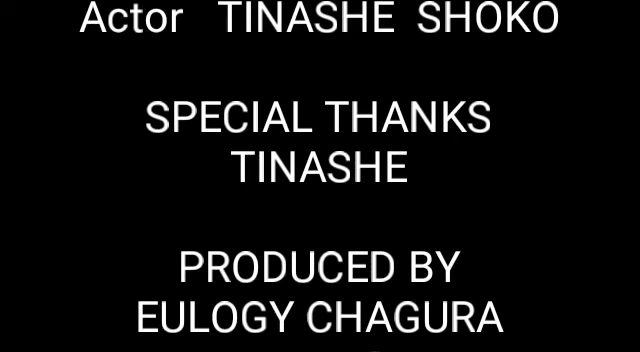 Actor TINASHE SHOKO
SPECIAL THANKS
TINASHE
PRODUCED BY
EULOGY CHAGURA